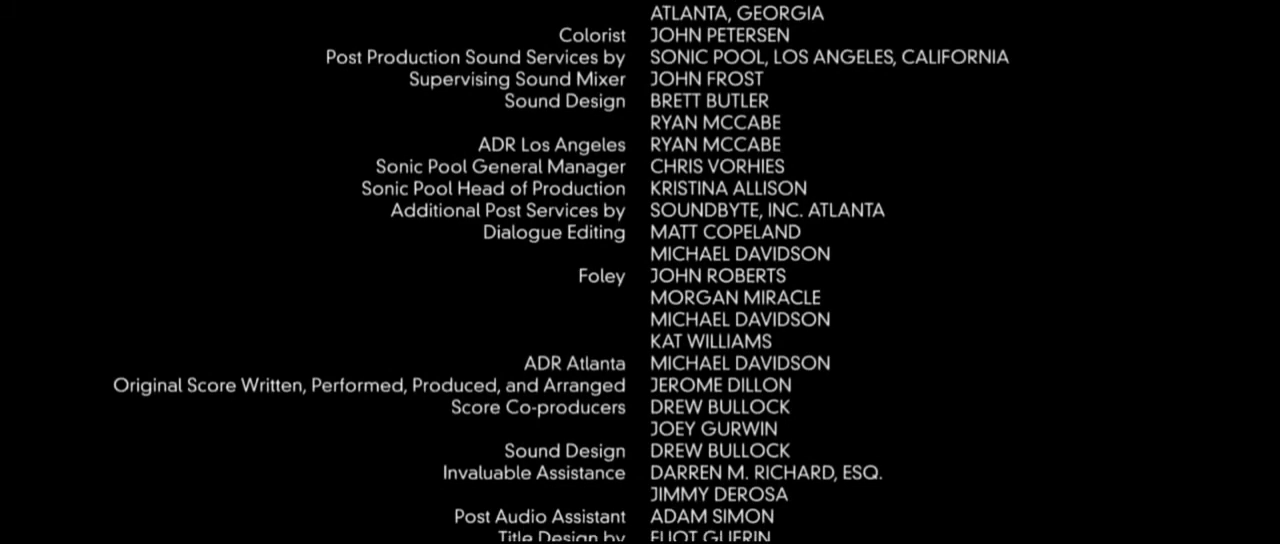 ATLANTA, GEORGIA
Colorist JOHN PETERSEN
Post Production Sound Services by SONIC POOL, LOS ANGELES, CALIFORNIA
Supervising Sound Mixer JOHN FROST
Sound Design BRETT BUTLER
RYAN MCCABE
ADR Los Angeles RYAN MCCABE
Sonic Pool General Manager CHRIS VORHIES
Sonic Pool Head of Production KRISTINA ALLISON
Additional Post Services by SOUNDBYTE, INC. ATLANTA
Dialogue Editing MATT COPELAND
MICHAEL DAVIDSON
Foley JOHN ROBERTS
MORGAN MIRACLE
MICHAEL DAVIDSON
KAT WILLIAMS
ADR Atlanta MICHAEL DAVIDSON
Original Score Written, Performed, Produced, and Arranged JEROME DILLON
Score Co-producers DREW BULLOCK
JOEY GURWIN
Sound Design DREW BULLOCK
Invaluable Assistance DARREN M. RICHARD, ESQ.
JIMMY DEROSA
Post Audio Assistant ADAM SIMON
Title Design by ELIOT GUERIN